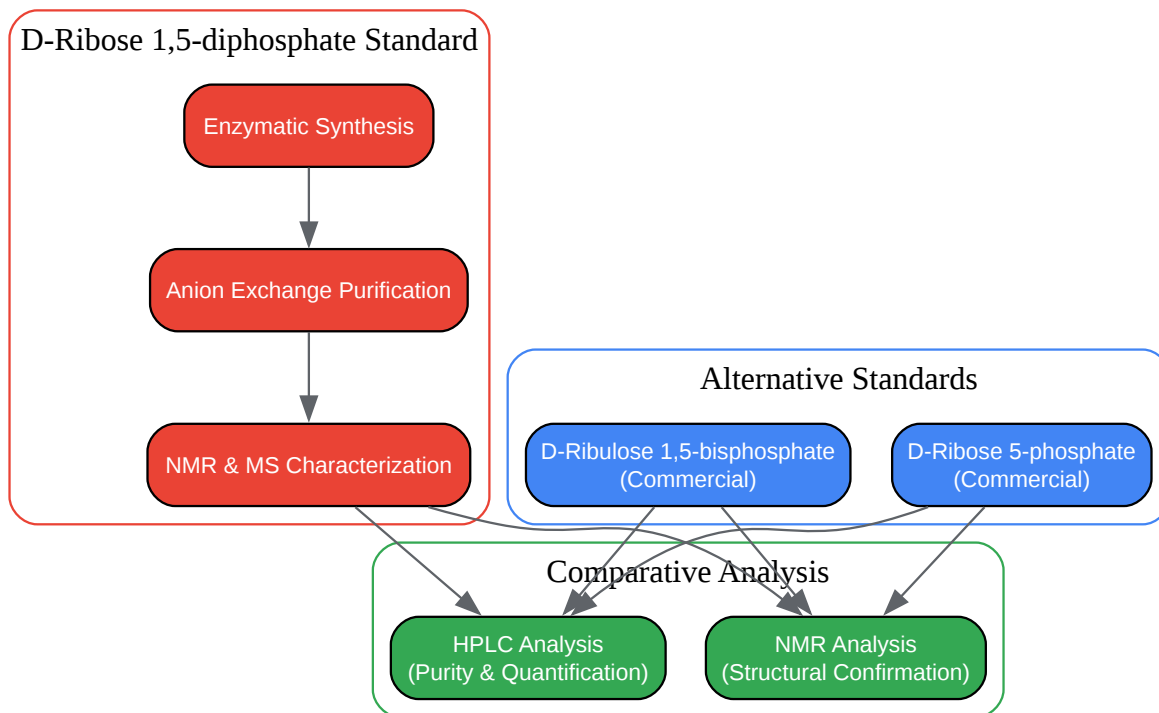 D-Ribose 1,5-diphosphate Standard
Enzymatic Synthesis
Anion Exchange Purification
NMR & MS Characterization
Alternative Standards
D-Ribulose 1,5-bisphosphate
(Commercial)
D-Ribose 5-phosphate
(Commercial)
Comparative Analysis
HPLC Analysis
(Purity & Quantification)
NMR Analysis
(Structural Confirmation)